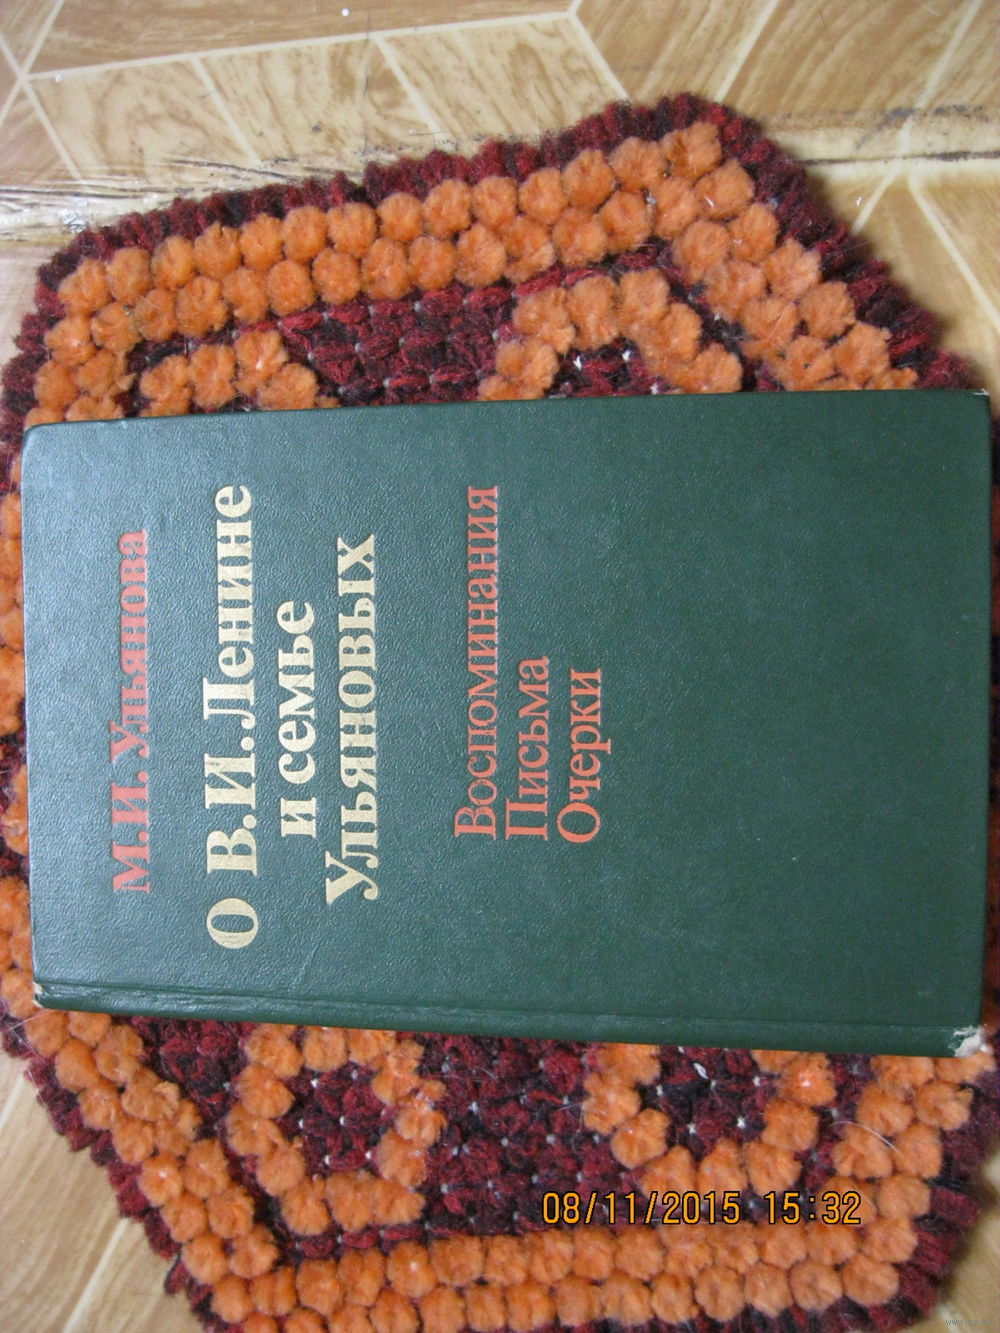 М.И.Ульянова
О В.И.Ленине
и семье
Ульяновых
Воспоминания
Письма
Очерки
08/11/2015 15:32